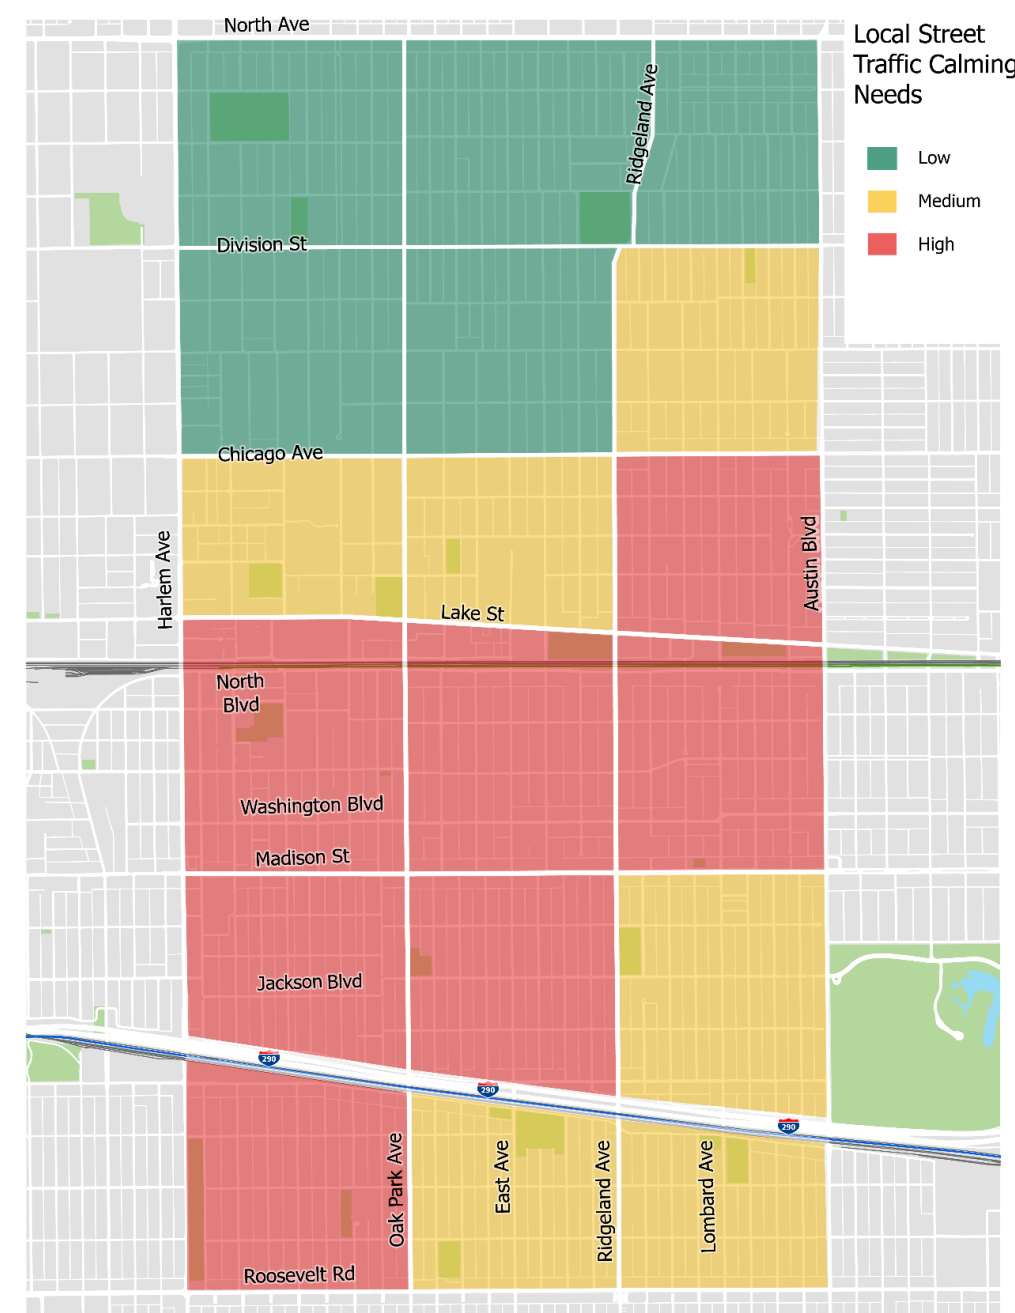 North Ave
Local Street
Traffic Calming
Needs
Low
Medium
High
Ridgeland Ave
Division St
Chicago Ave
Harlem Ave
Austin Blvd
Lake St
North
Blvd
Washington Blvd
Madison St
Jackson Blvd
290
290
290
Oak Park Ave
East Ave
Ridgeland Ave
Lombard Ave
Roosevelt Rd